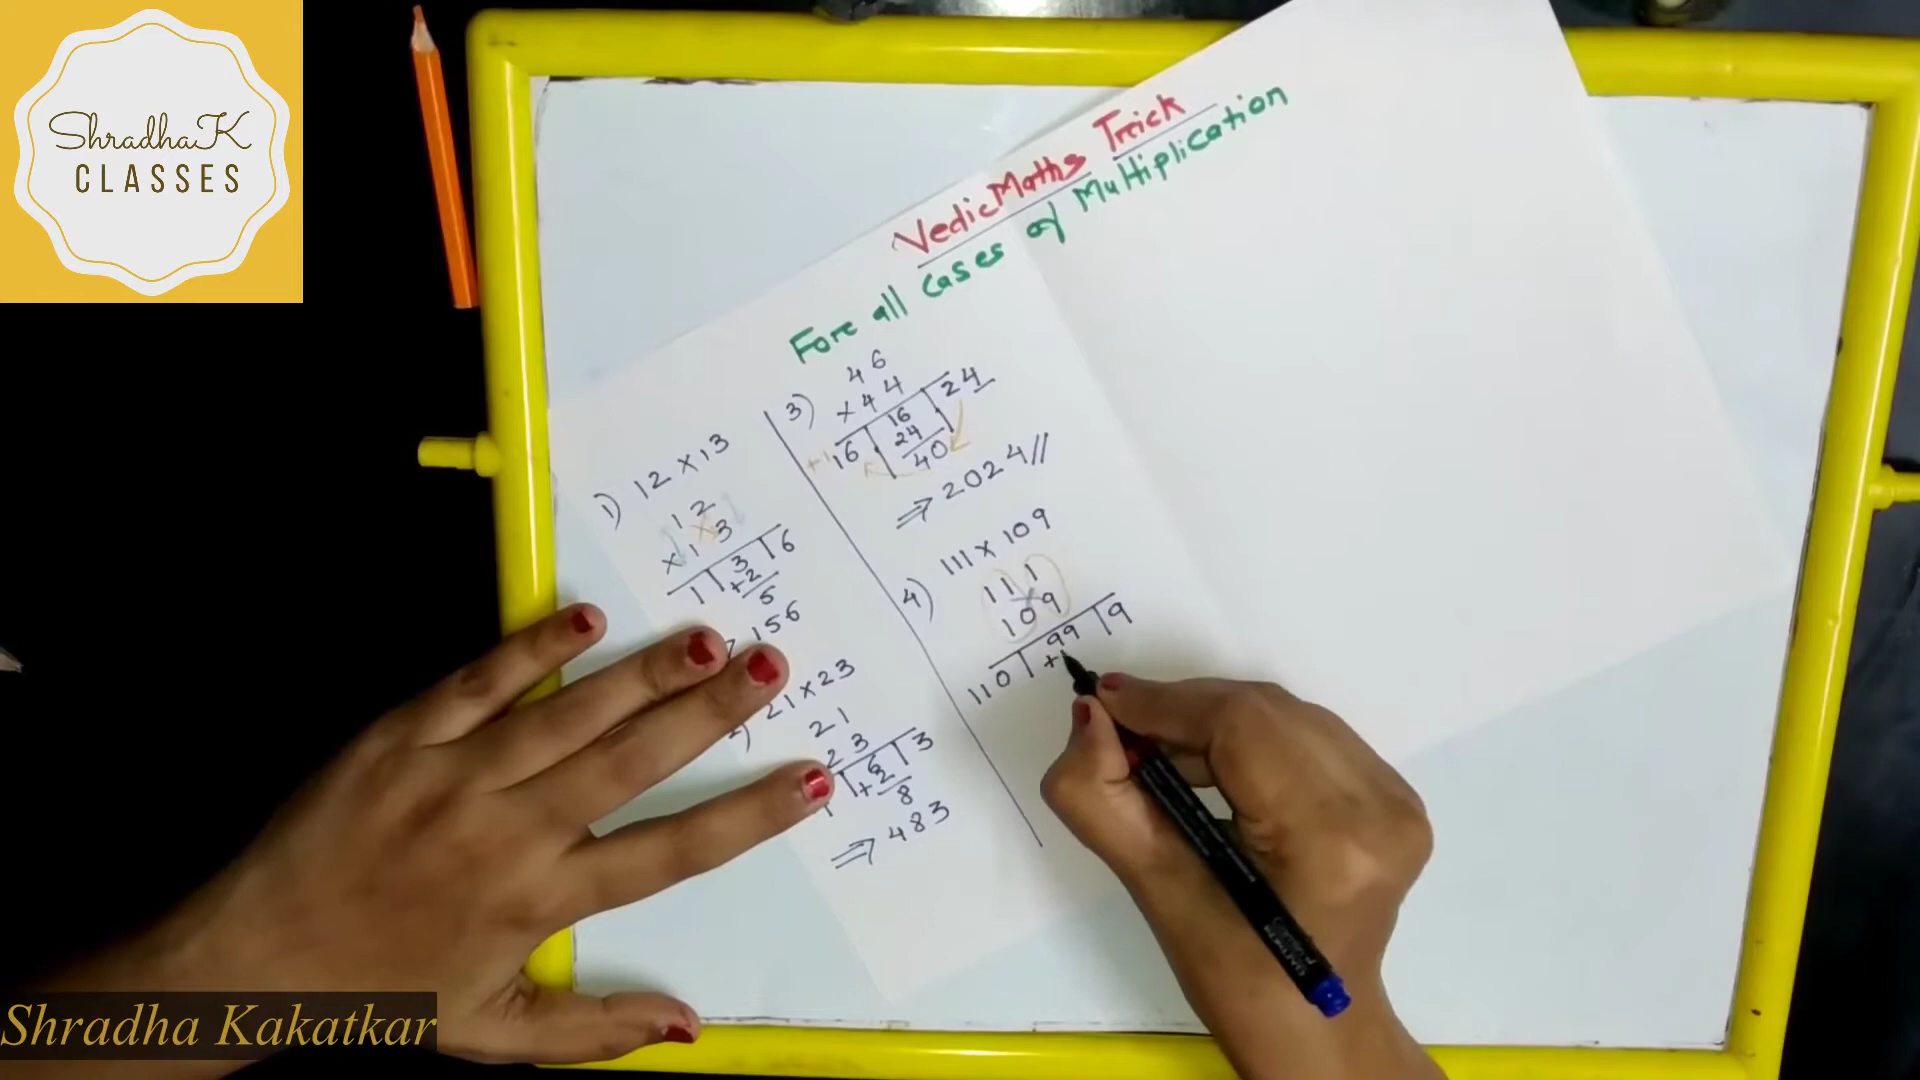 ShradhaK
CLASSES
Vedic Maths Trick
For all cases of Multiplication
1) 12 x 13
12
x 13
1 | 3 | 6
+2
5
156
21 x 23
21
23
| 6 | 3
+2
8
⇒ 483
3) 46
x 44
+1 16 | 16 | 24
24
40
⇒ 2024//
4) 111 x 109
111
109
110 | 99 | 9
+
Shradha Kakatkar